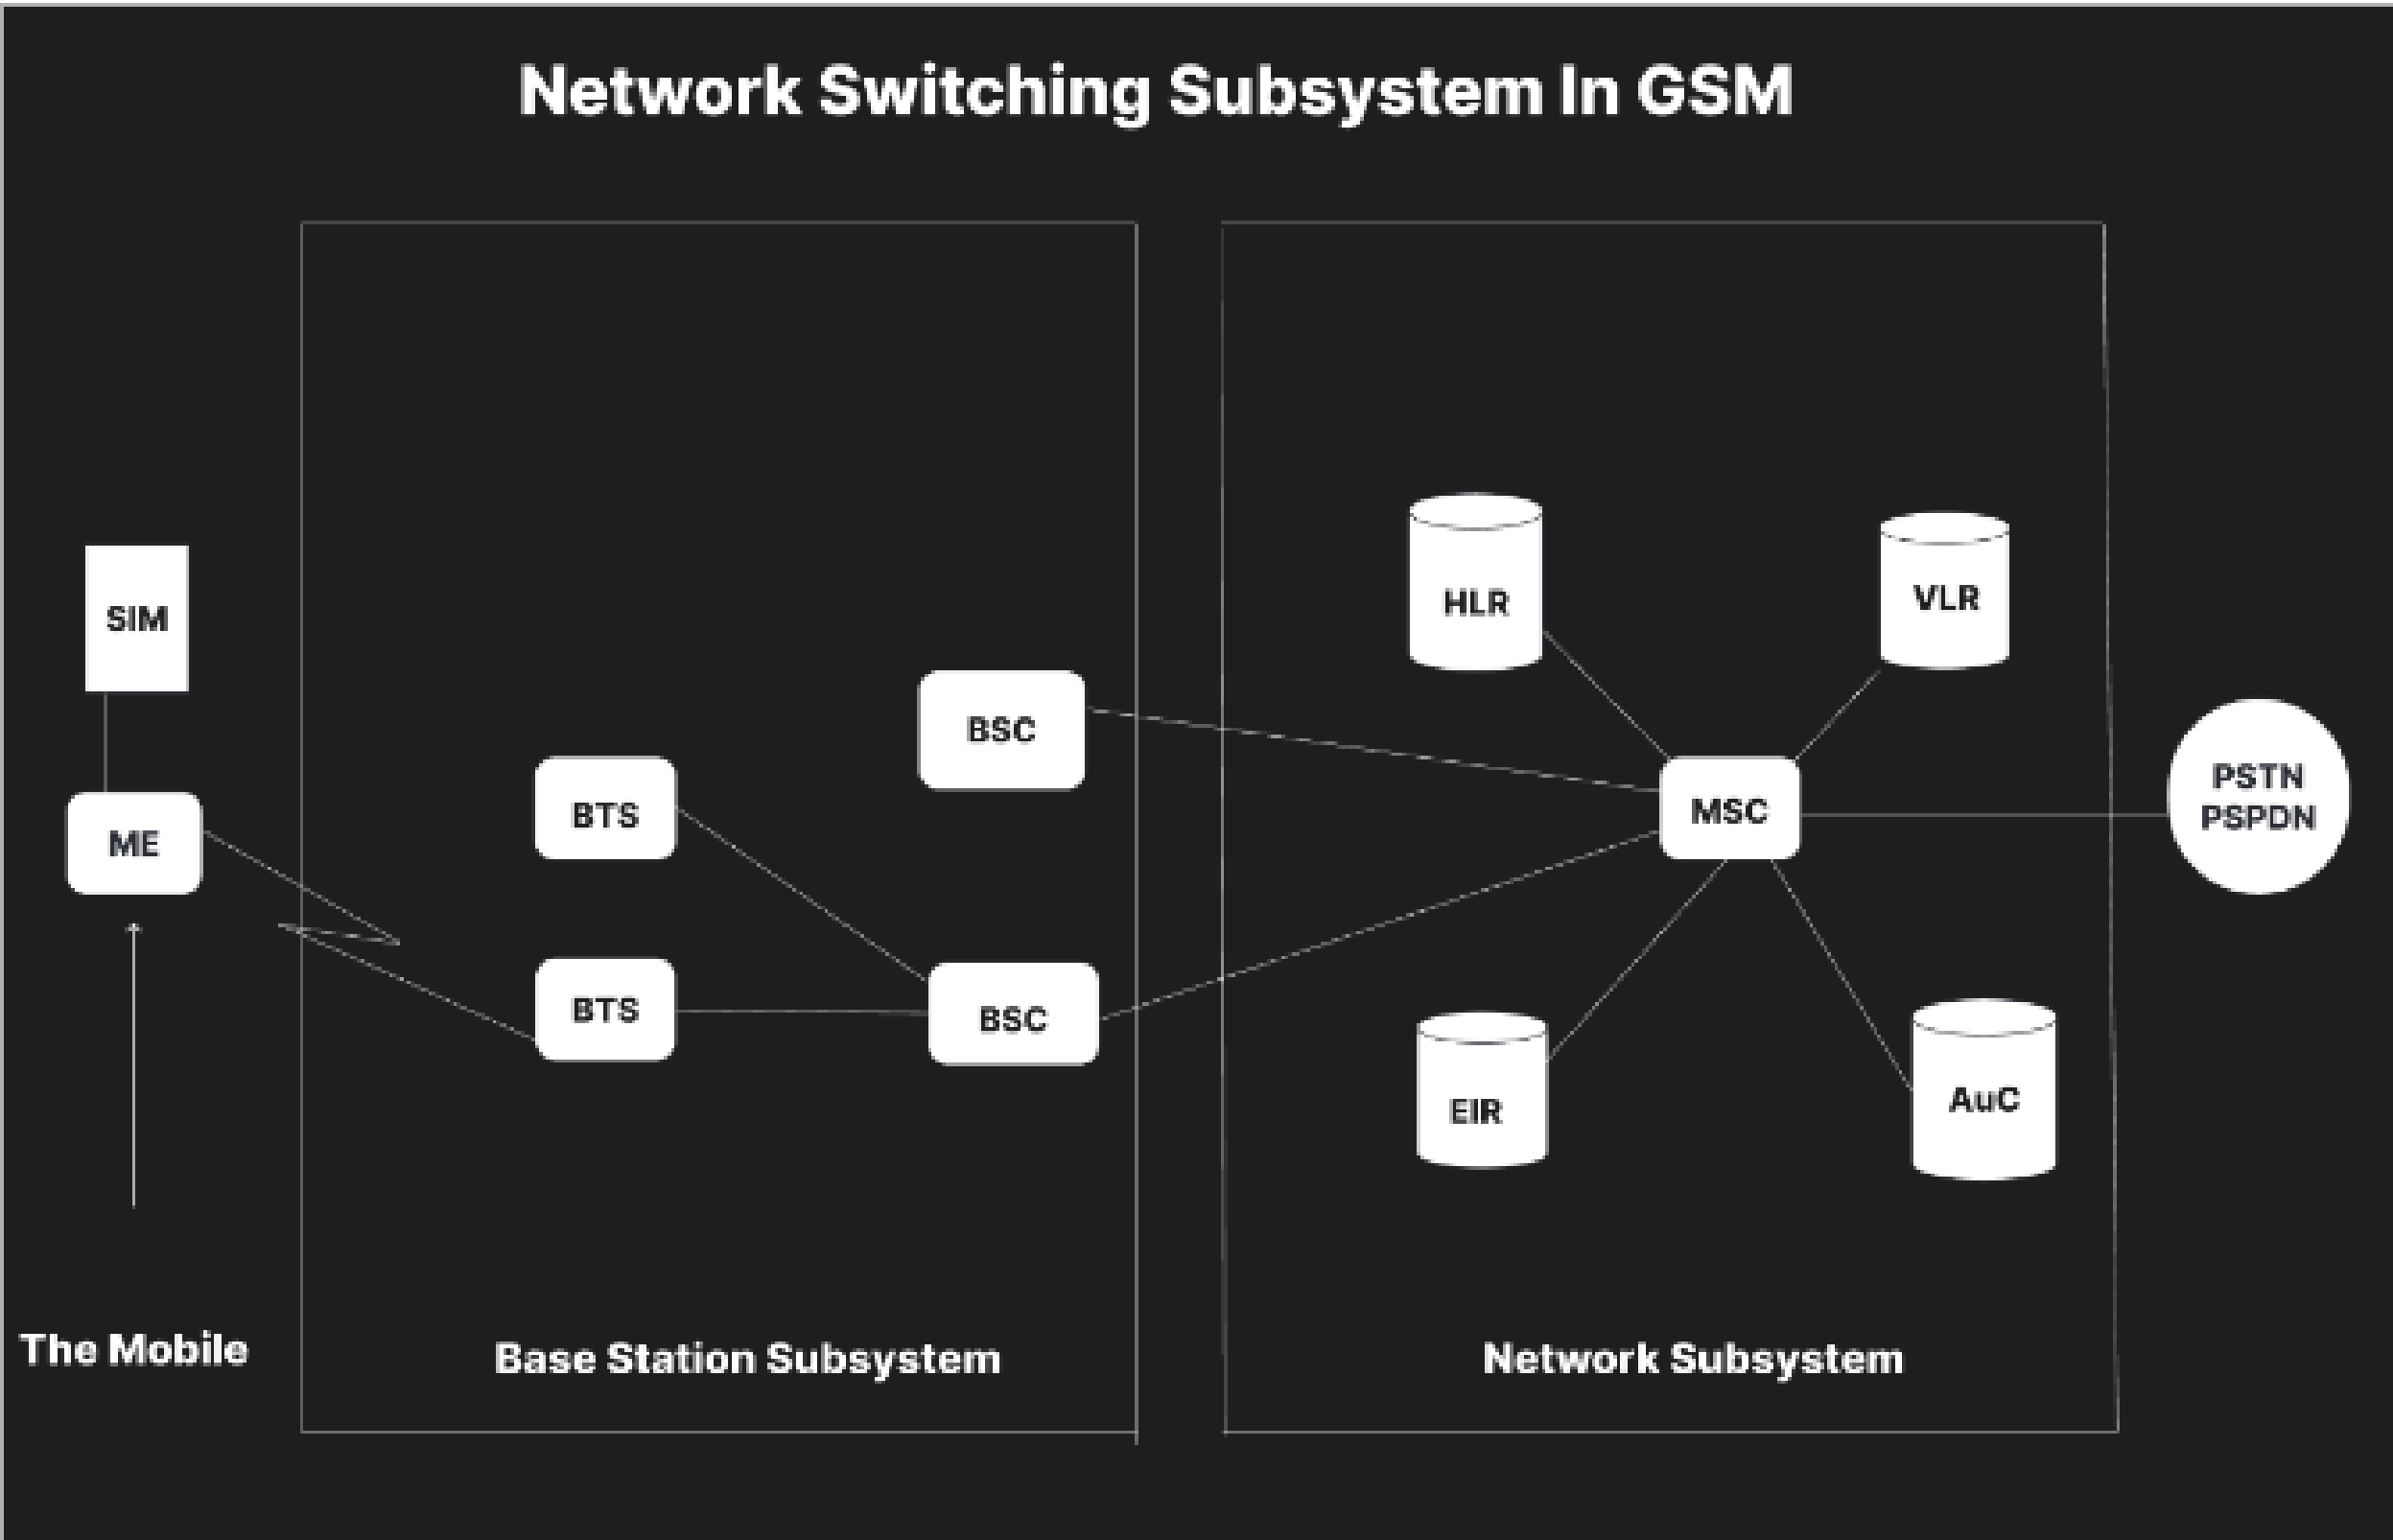 Network Switching Subsystem In GSM
SIM
ME
The Mobile
BTS
BTS
BSC
BSC
Base Station Subsystem
HLR
VLR
MSC
EIR
AuC
Network Subsystem
PSTN
PSPDN